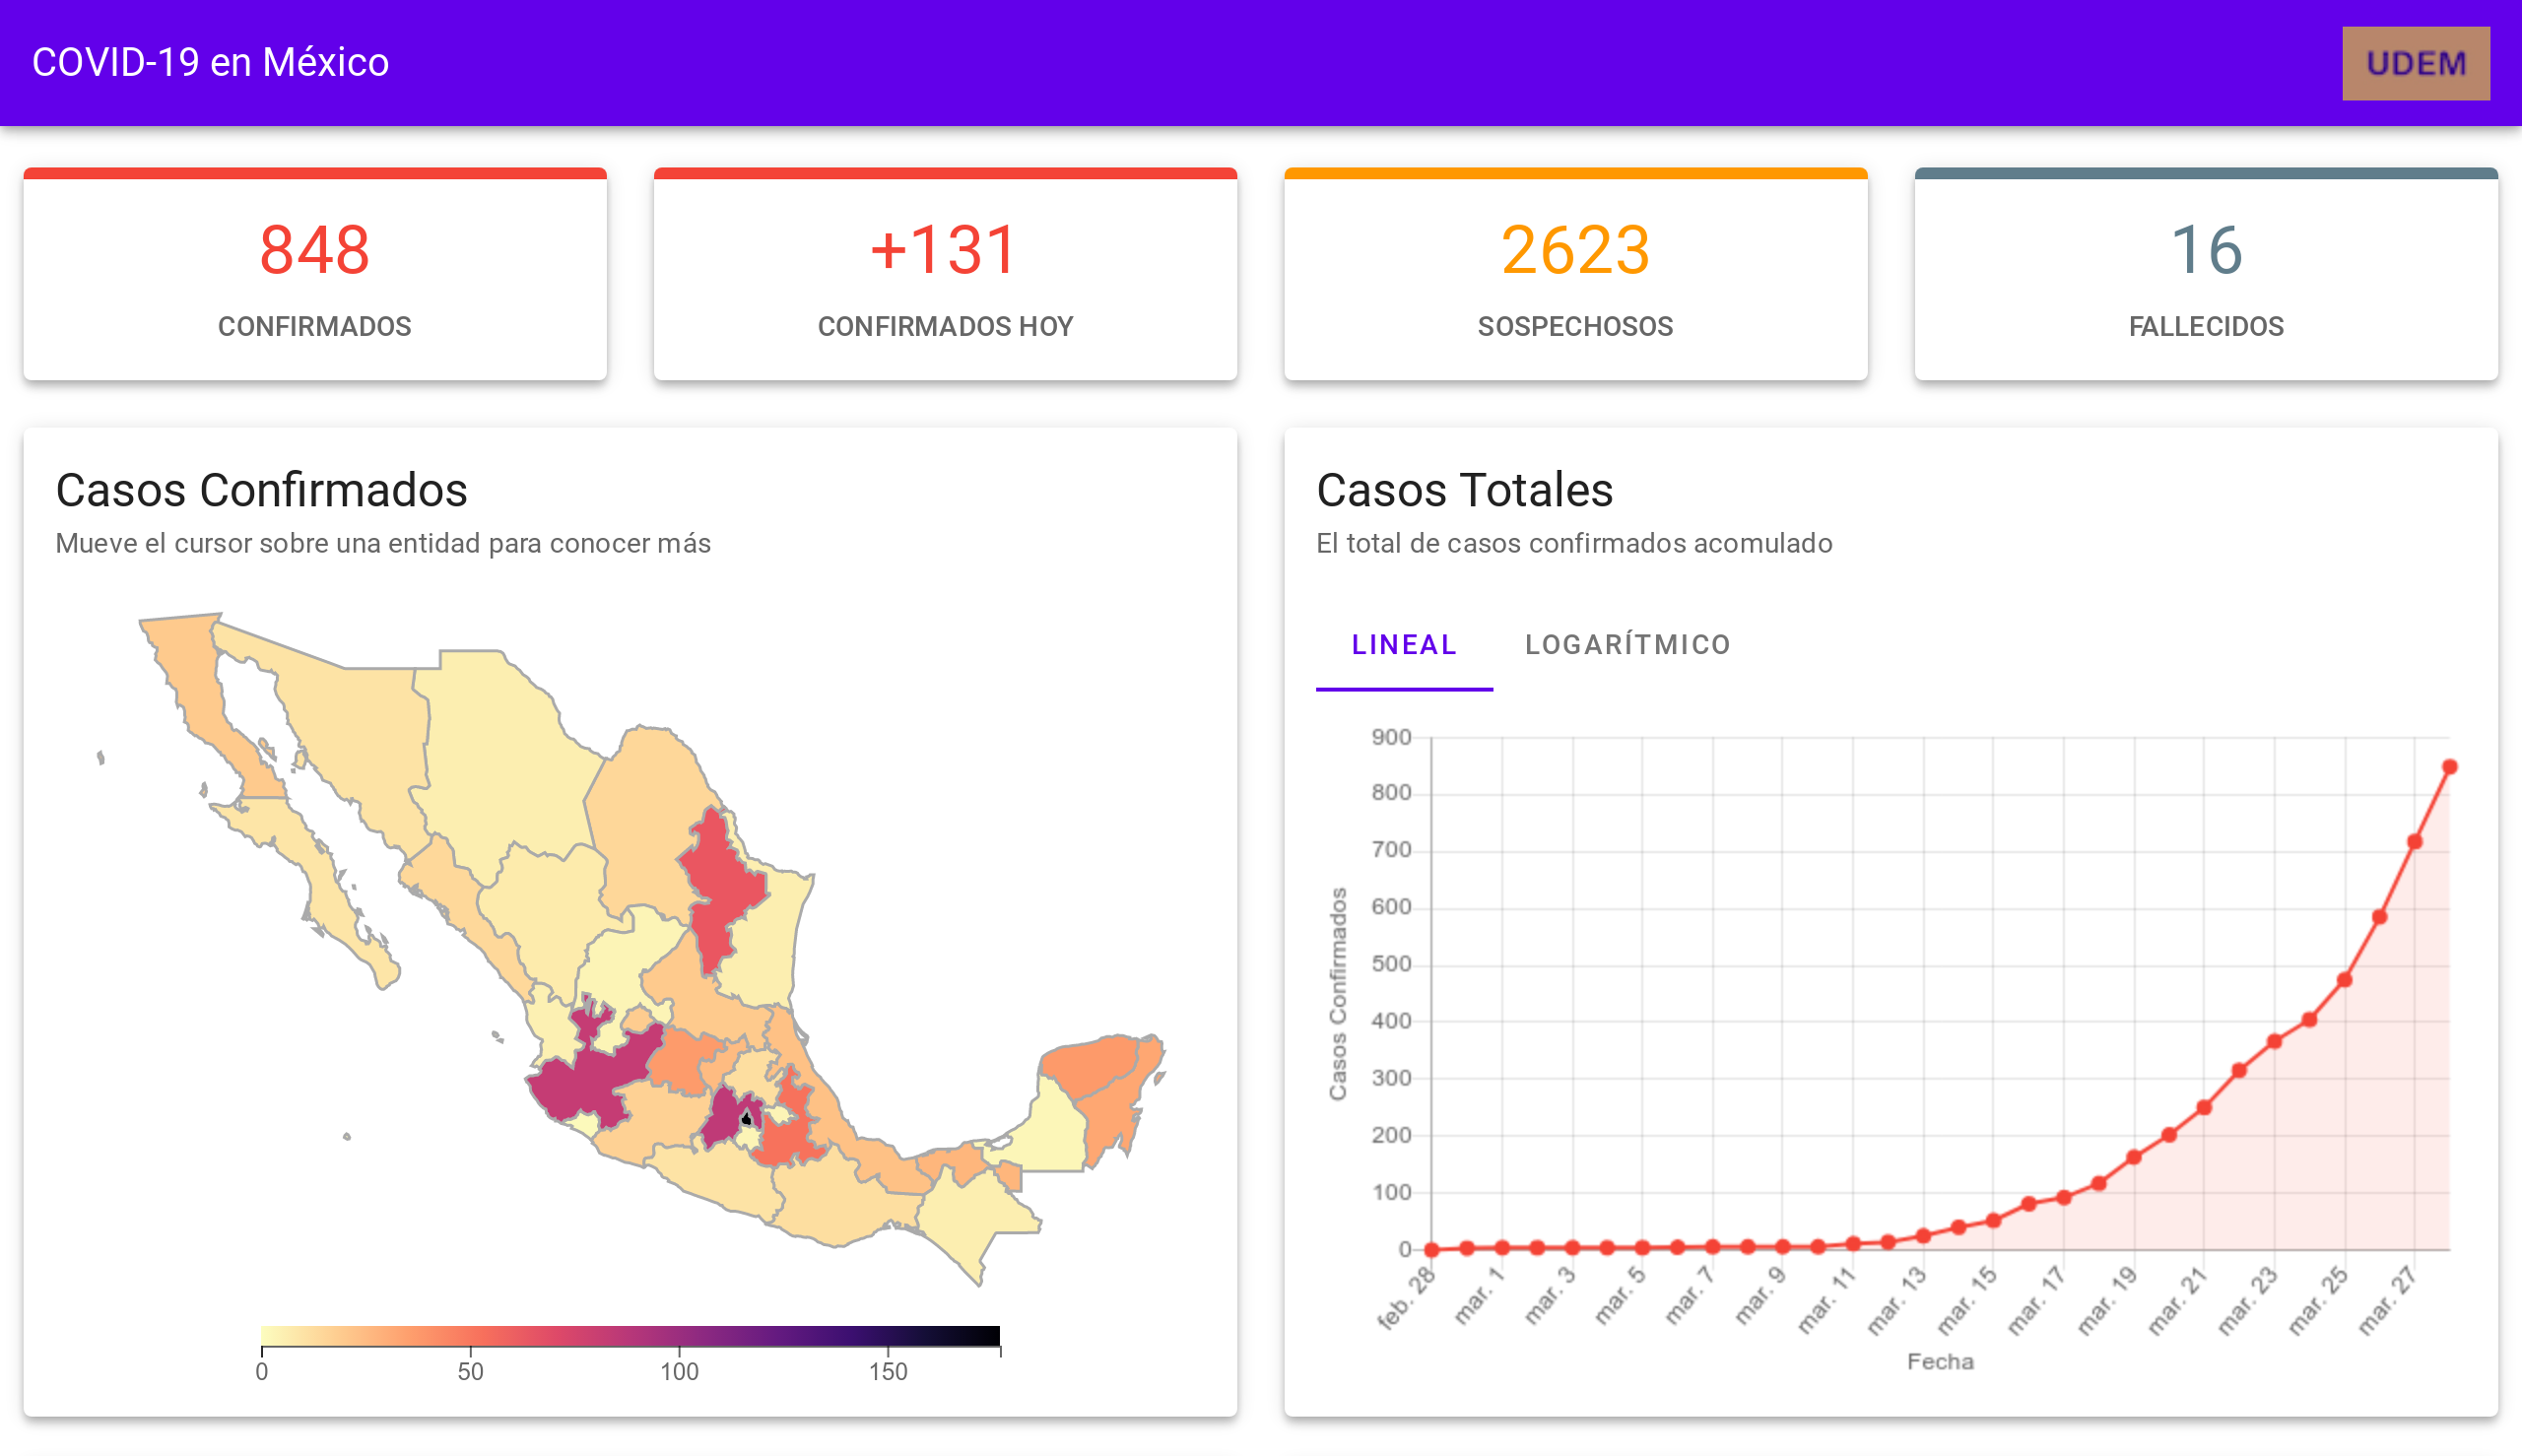 COVID-19 en México
UDEM
848
CONFIRMADOS
+131
CONFIRMADOS HOY
2623
SOSPECHOSOS
16
FALLECIDOS
Casos Confirmados
Mueve el cursor sobre una entidad para conocer más
0
50
100
150
Casos Totales
El total de casos confirmados acumulado
LINEAL
LOGARÍTMICO
900
800
700
600
500
400
300
200
100
0
Casos Confirmados
feb. 28
mar. 1
mar. 3
mar. 5
mar. 7
mar. 9
mar. 11
mar. 13
mar. 15
mar. 17
mar. 19
mar. 21
mar. 23
mar. 25
mar. 27
Fecha